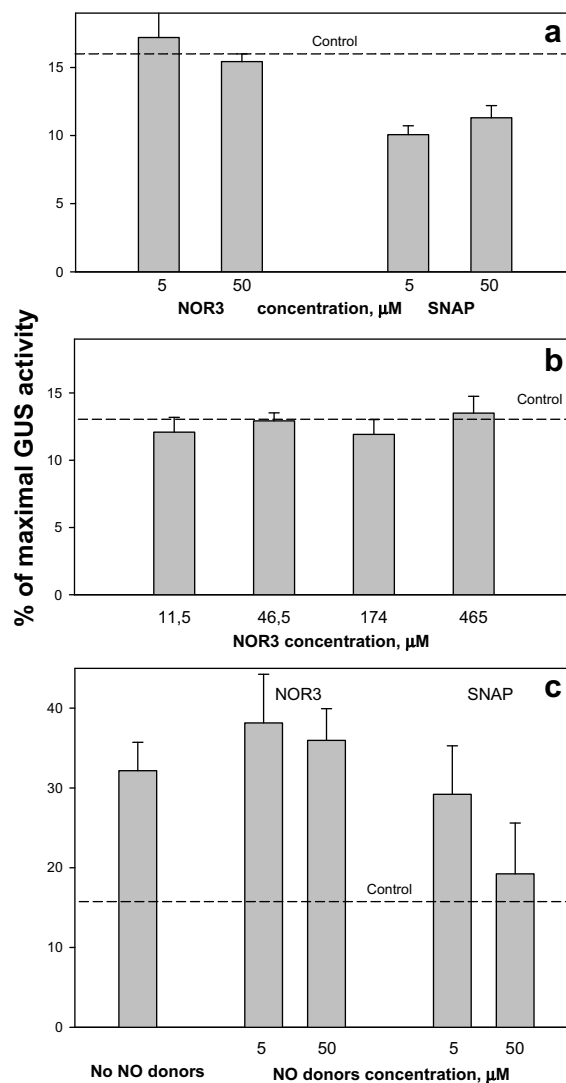 % of maximal GUS activity
a
Control
15
10
5
0
5 50 5 50
NOR3 concentration, μM SNAP
b
Control
15
10
5
0
11,5 46,5 174 465
NOR3 concentration, μM
c
NOR3 SNAP
40
30
20
Control
10
0
5 50 5 50
No NO donors NO donors concentration, μM